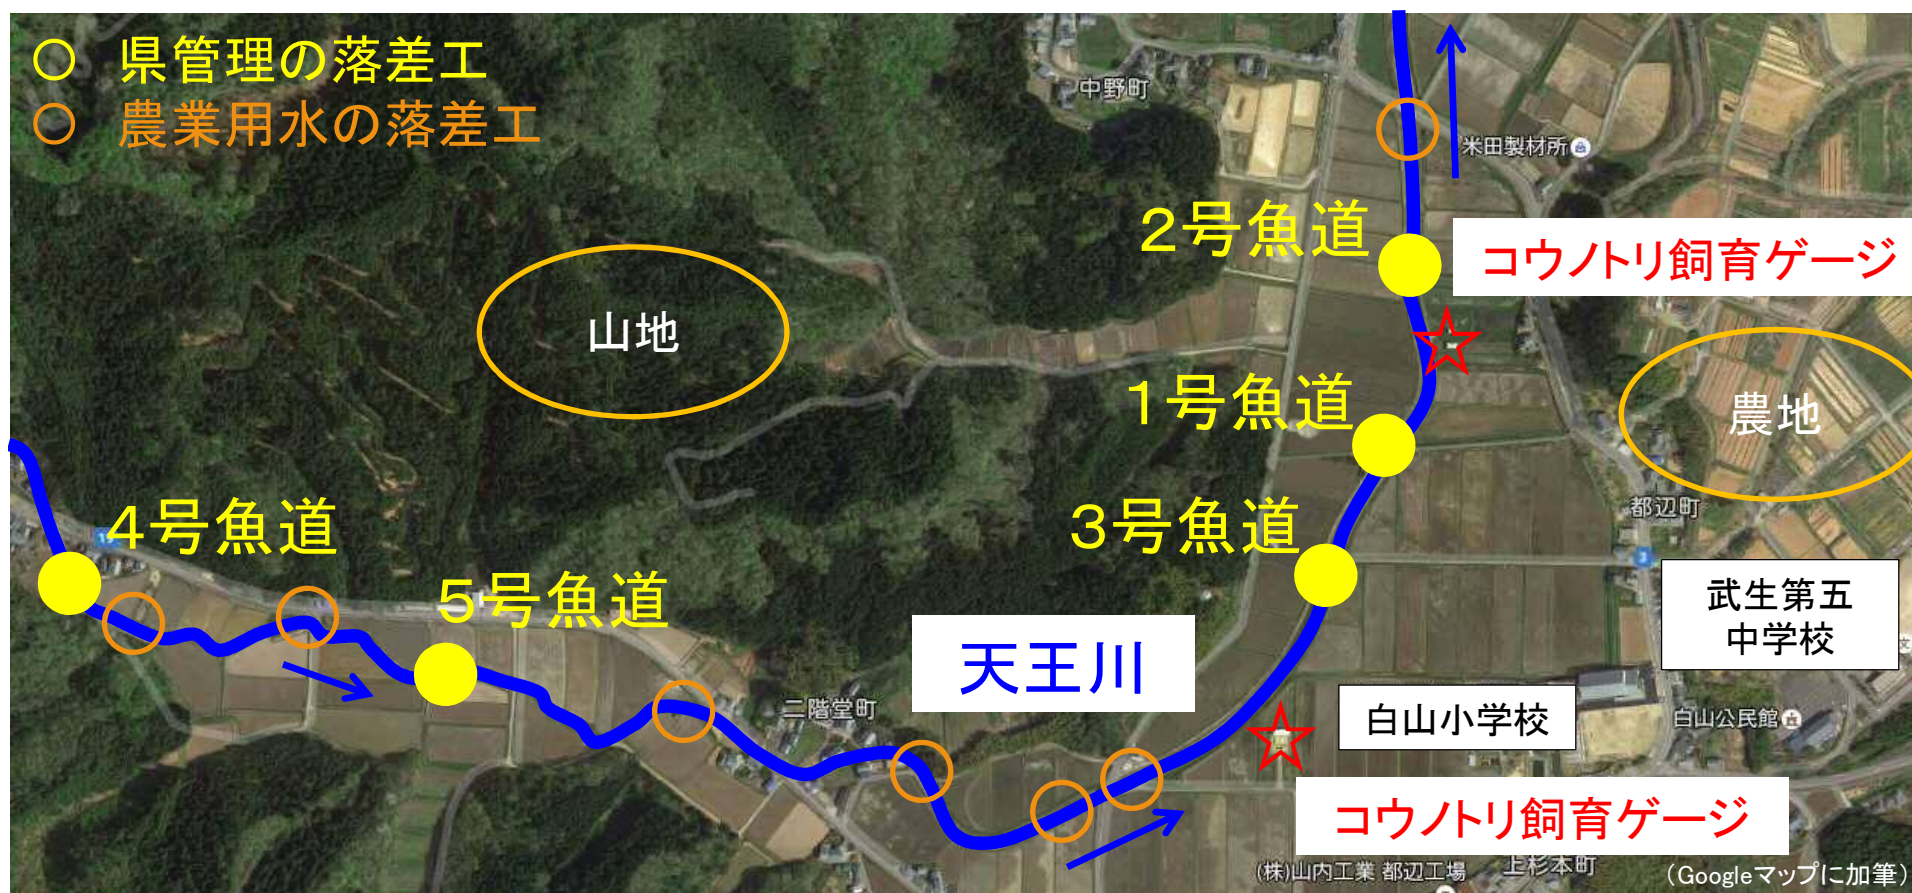 県管理の落差工
農業用水の落差工
中野町
米田製材所
2号魚道
コウノトリ飼育ゲージ
山地
1号魚道
農地
4号魚道
3号魚道
都辺町
3
5号魚道
武生第五
中学校
天王川
二階堂町
白山小学校
白山公民館
コウノトリ飼育ゲージ
(株)山内工業 都辺工場
上杉本町
(Googleマップに加筆)